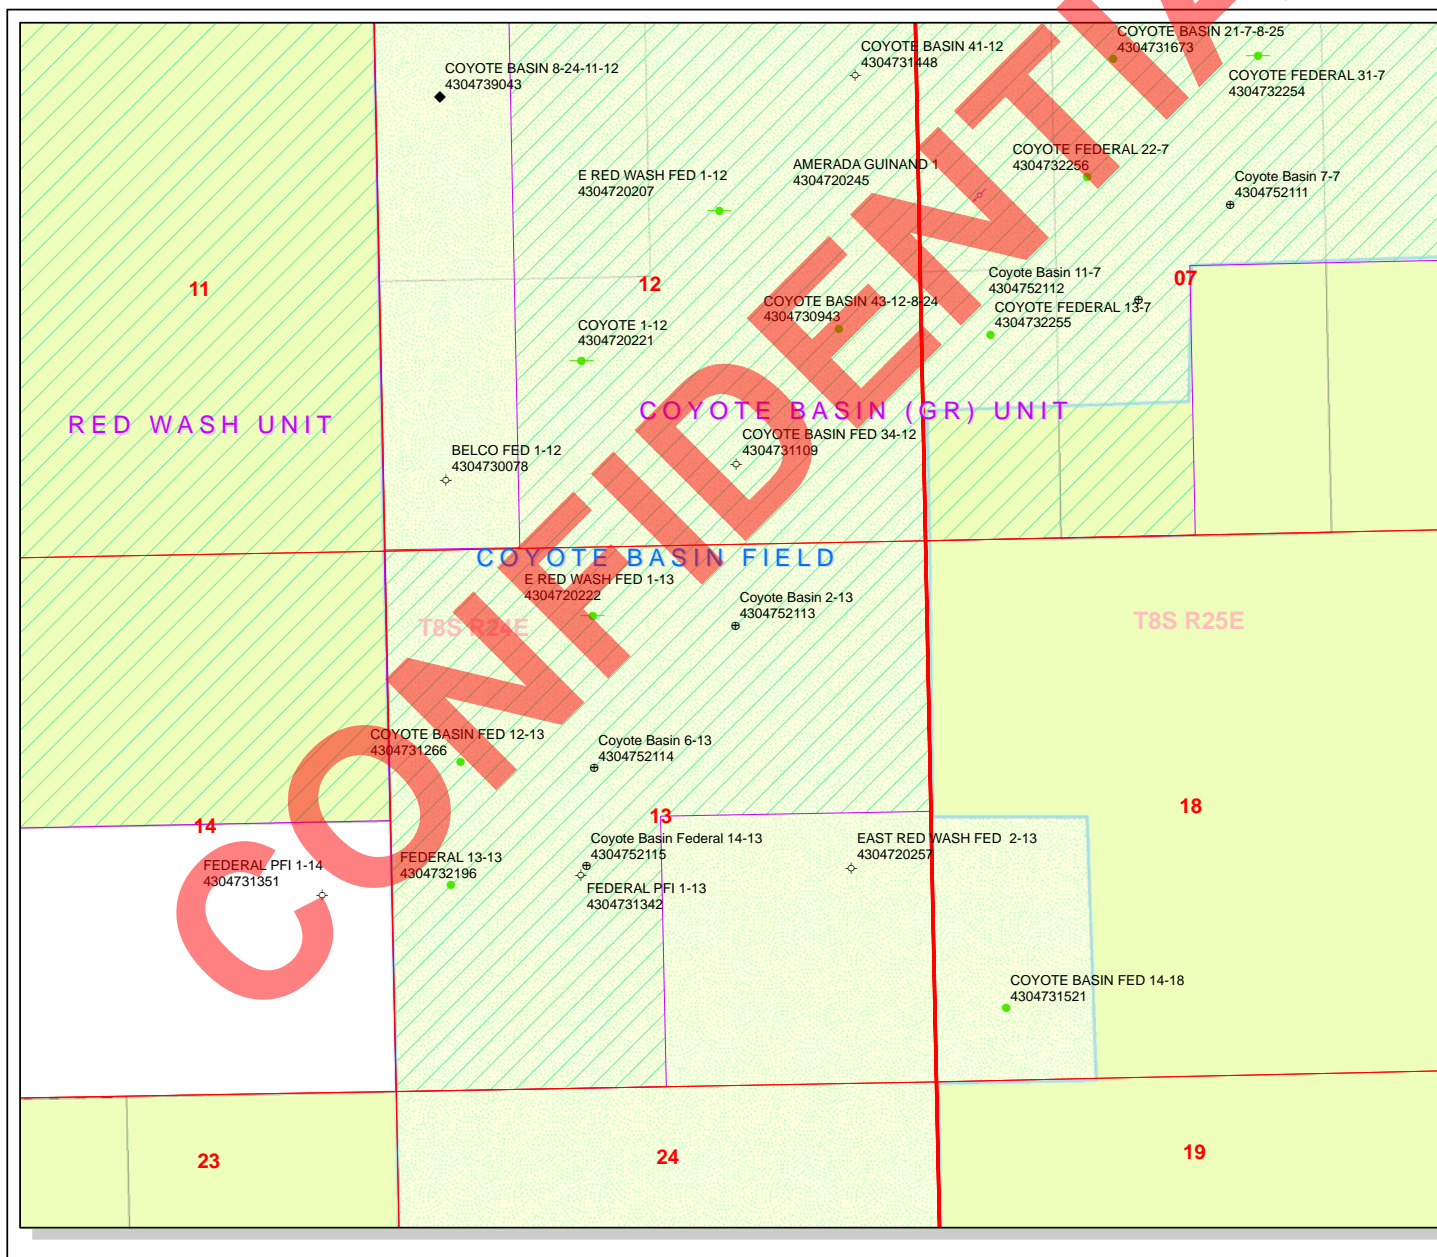 COYOTE BASIN 21-7-8-25
4304731673
COYOTE BASIN 41-12
4304731448
COYOTE BASIN 8-24-11-12
4304739043
COYOTE FEDERAL 31-7
4304732254
COYOTE FEDERAL 22-7
4304732256
AMERADA GUINAND 1
4304720245
E RED WASH FED 1-12
4304720207
Coyote Basin 7-7
4304752111
11
12
07
Coyote Basin 11-7
4304752112
COYOTE BASIN 43-12-8-24
4304730943
COYOTE FEDERAL 13-7
4304732255
COYOTE 1-12
4304720221
RED WASH UNIT
COYOTE BASIN (GR) UNIT
COYOTE BASIN FED 34-12
4304731109
BELCO FED 1-12
4304730078
COYOTE BASIN FIELD
E RED WASH FED 1-13
4304720222
Coyote Basin 2-13
4304752113
T8S R24E
T8S R25E
COYOTE BASIN FED 12-13
4304731266
Coyote Basin 6-13
4304752114
14
13
18
FEDERAL PFI 1-14
4304731351
FEDERAL 13-13
4304732196
Coyote Basin Federal 14-13
4304752115
FEDERAL PFI 1-13
4304731342
EAST RED WASH FED 2-13
4304720257
COYOTE BASIN FED 14-18
4304731521
23
24
19
CONFIDENTIA